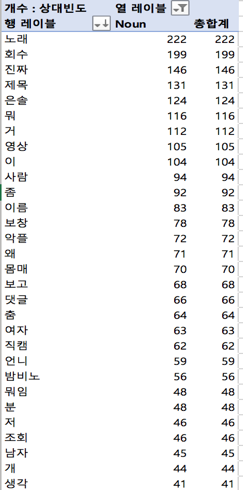 개수 : 상대빈도 열 레이블
행 레이블 Noun 총합계
노래 222 222
회수 199 199
진짜 146 146
제목 131 131
은솔 124 124
뭐 116 116
거 112 112
영상 105 105
이 104 104
사람 94 94
좀 92 92
이름 83 83
보창 78 78
악플 72 72
왜 71 71
몸매 70 70
보고 68 68
댓글 66 66
춤 64 64
여자 63 63
직캠 62 62
언니 59 59
밤비노 56 56
뭐임 48 48
분 48 48
저 46 46
조회 46 46
남자 45 45
개 44 44
생각 41 41